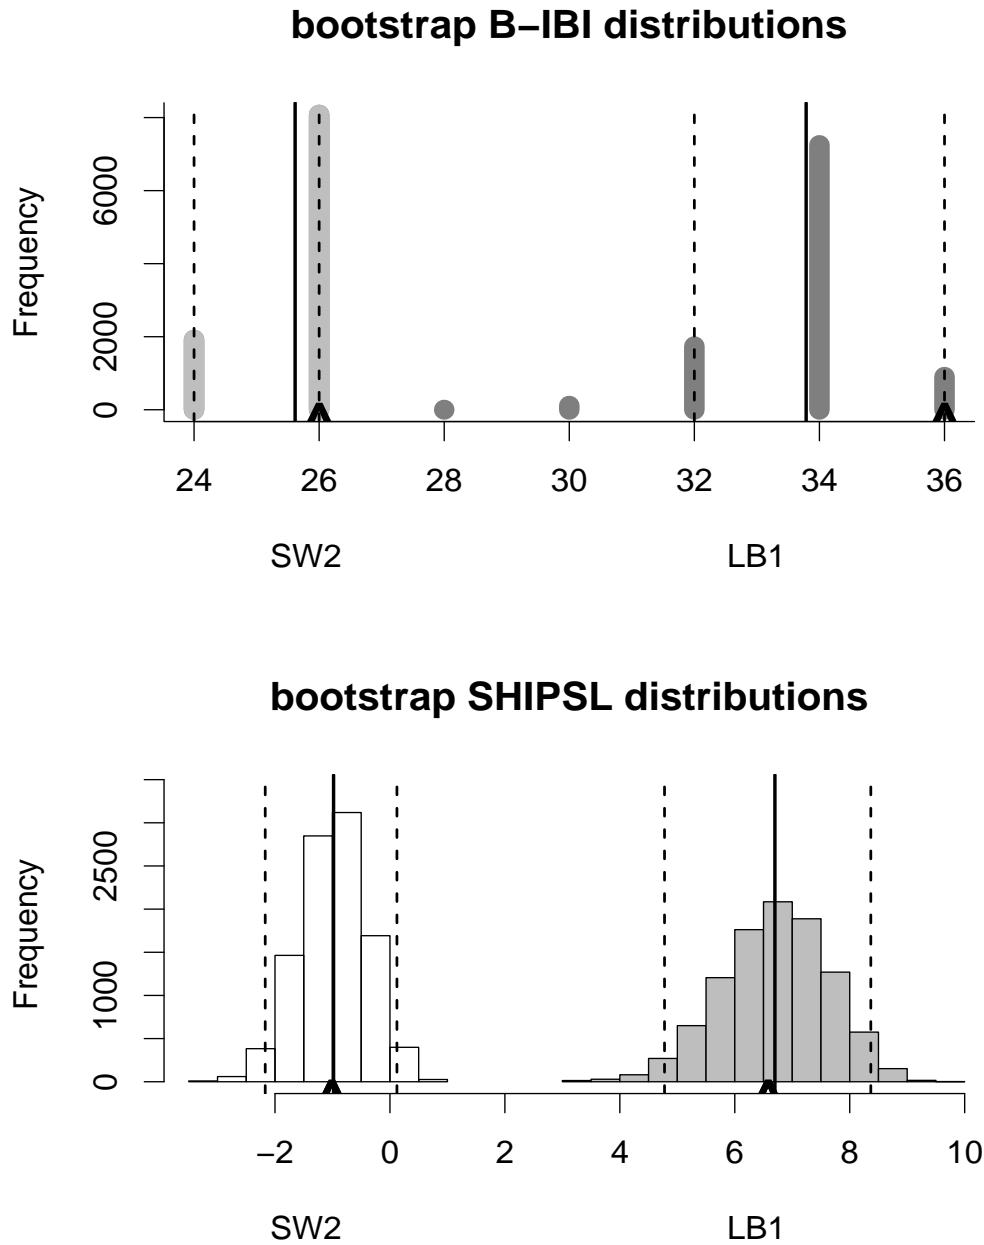 bootstrap B−IBI distributions
Frequency
6000
2000
0
24 26 28 30 32 34 36
SW2 LB1
bootstrap SHIPSL distributions
Frequency
2500
1000
0
−2 0 2 4 6 8 10
SW2 LB1